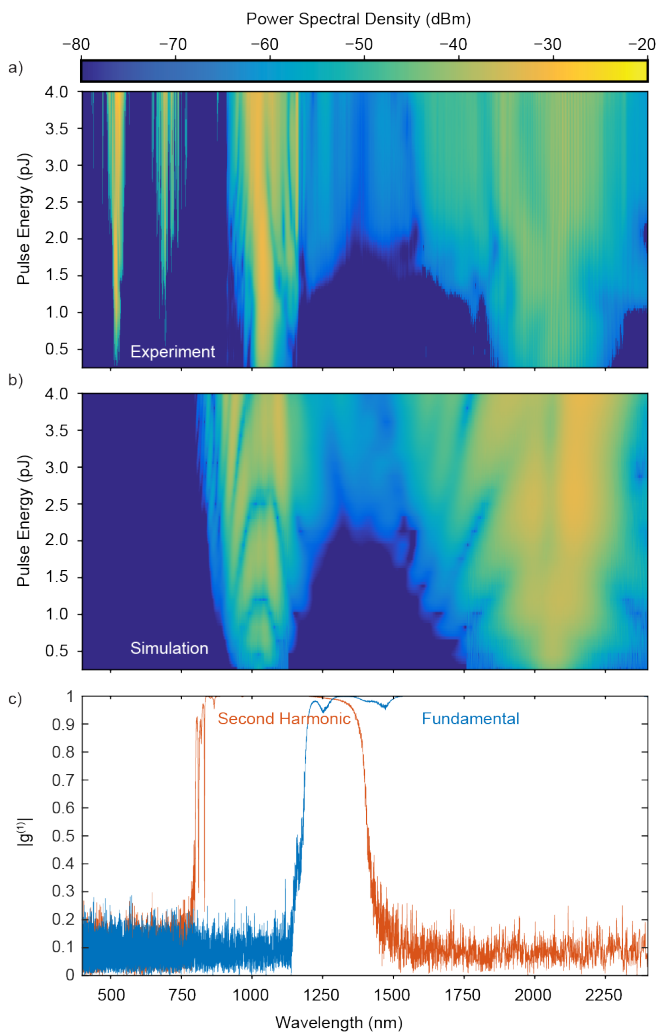 Power Spectral Density (dBm)
−80 −70 −60 −50 −40 −30 −20
a)
4.0
3.5
3.0
2.5
2.0
1.5
1.0
0.5
Pulse Energy (pJ)
Experiment
b)
4.0
3.5
3.0
2.5
2.0
1.5
1.0
0.5
Pulse Energy (pJ)
Simulation
c)
1
0.9
0.8
0.7
0.6
0.5
0.4
0.3
0.2
0.1
0
|g⁽¹⁾|
Second Harmonic Fundamental
500 750 1000 1250 1500 1750 2000 2250
Wavelength (nm)